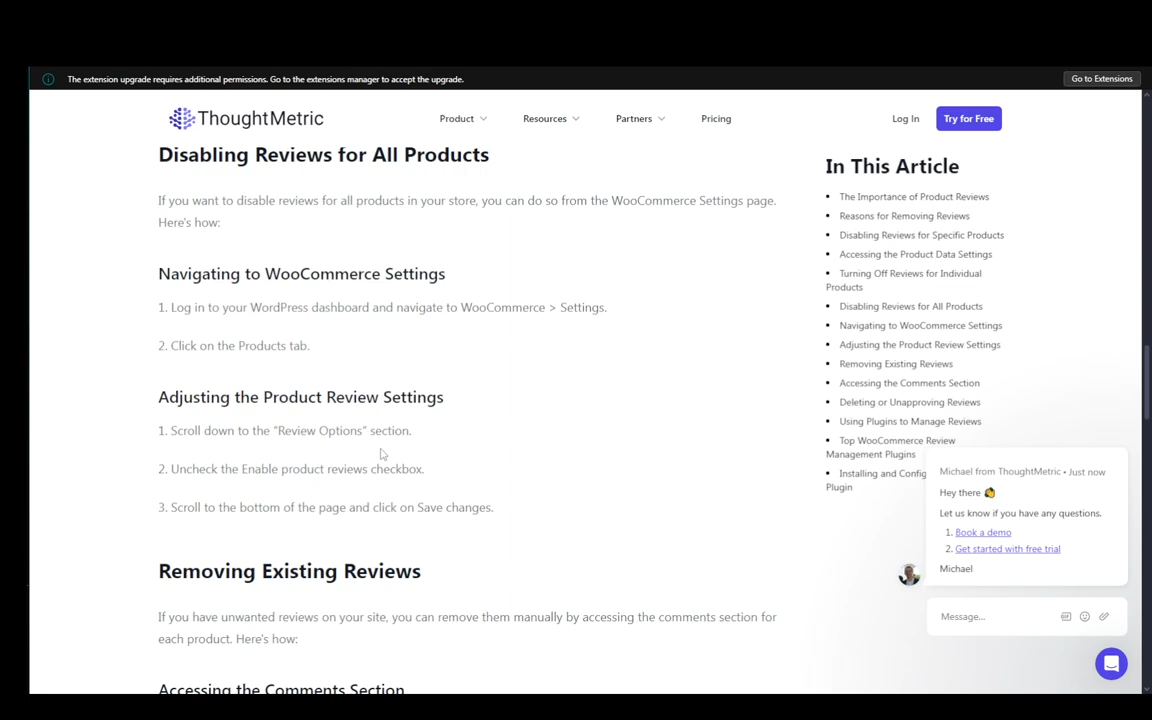 The extension upgrade requires additional permissions. Go to the extensions manager to accept the upgrade.
Go to Extensions
ThoughtMetric
Product
Resources
Partners
Pricing
Log In
Try for Free
Disabling Reviews for All Products
If you want to disable reviews for all products in your store, you can do so from the WooCommerce Settings page.
Here's how:
Navigating to WooCommerce Settings
1. Log in to your WordPress dashboard and navigate to WooCommerce > Settings.
2. Click on the Products tab.
Adjusting the Product Review Settings
1. Scroll down to the “Review Options” section.
2. Uncheck the Enable product reviews checkbox.
3. Scroll to the bottom of the page and click on Save changes.
Removing Existing Reviews
If you have unwanted reviews on your site, you can remove them manually by accessing the comments section for
each product. Here's how:
Accessing the Comments Section
In This Article
The Importance of Product Reviews
Reasons for Removing Reviews
Disabling Reviews for Specific Products
Accessing the Product Data Settings
Turning Off Reviews for Individual
Products
Disabling Reviews for All Products
Navigating to WooCommerce Settings
Adjusting the Product Review Settings
Removing Existing Reviews
Accessing the Comments Section
Deleting or Unapproving Reviews
Using Plugins to Manage Reviews
Top WooCommerce Review
Management Plugins
Installing and Config
Plugin
Michael from ThoughtMetric • Just now
Hey there 👏
Let us know if you have any questions.
1. Book a demo
2. Get started with free trial
Michael
Message...
GIF